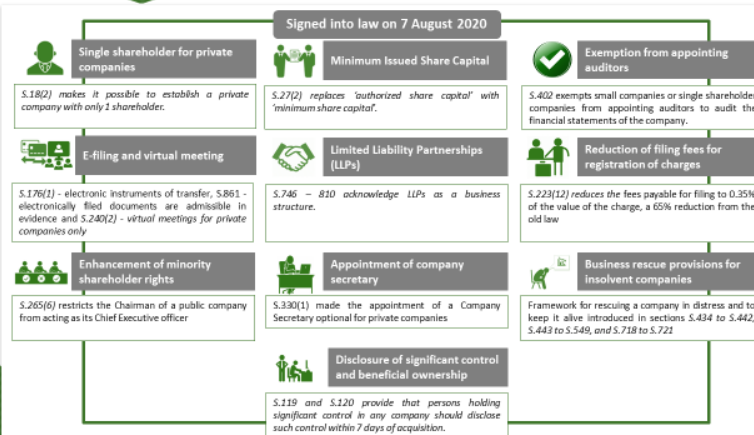 Signed into law on 7 August 2020
Single shareholder for private
companies
S.18(2) makes it possible to establish a private
company with only 1 shareholder.
Minimum Issued Share Capital
S.27(2) replaces 'authorized share capital' with
'minimum share capital'.
Exemption from appointing
auditors
S.402 exempts small companies or single shareholder
companies from appointing auditors to audit the
financial statements of the company.
E-filing and virtual meeting
S.176(1) - electronic instruments of transfer, S.861 -
electronically filed documents are admissible in
evidence and S.240(2) - virtual meetings for private
companies only
Limited Liability Partnerships
(LLPs)
S.746 – 810 acknowledge LLPs as a business
structure.
Reduction of filing fees for
registration of charges
S.223(12) reduces the fees payable for filing to 0.35%
of the value of the charge, a 65% reduction from the
old law
Enhancement of minority
shareholder rights
S.265(6) restricts the Chairman of a public company
from acting as its Chief Executive officer
Appointment of company
secretary
S.330(1) made the appointment of a Company
Secretary optional for private companies
Business rescue provisions for
insolvent companies
Framework for rescuing a company in distress and to
keep it alive introduced in sections S.434 to S.442,
S.443 to S.549, and S.718 to S.721
Disclosure of significant control
and beneficial ownership
S.119 and S.120 provide that persons holding
significant control in any company should disclose
such control within 7 days of acquisition.